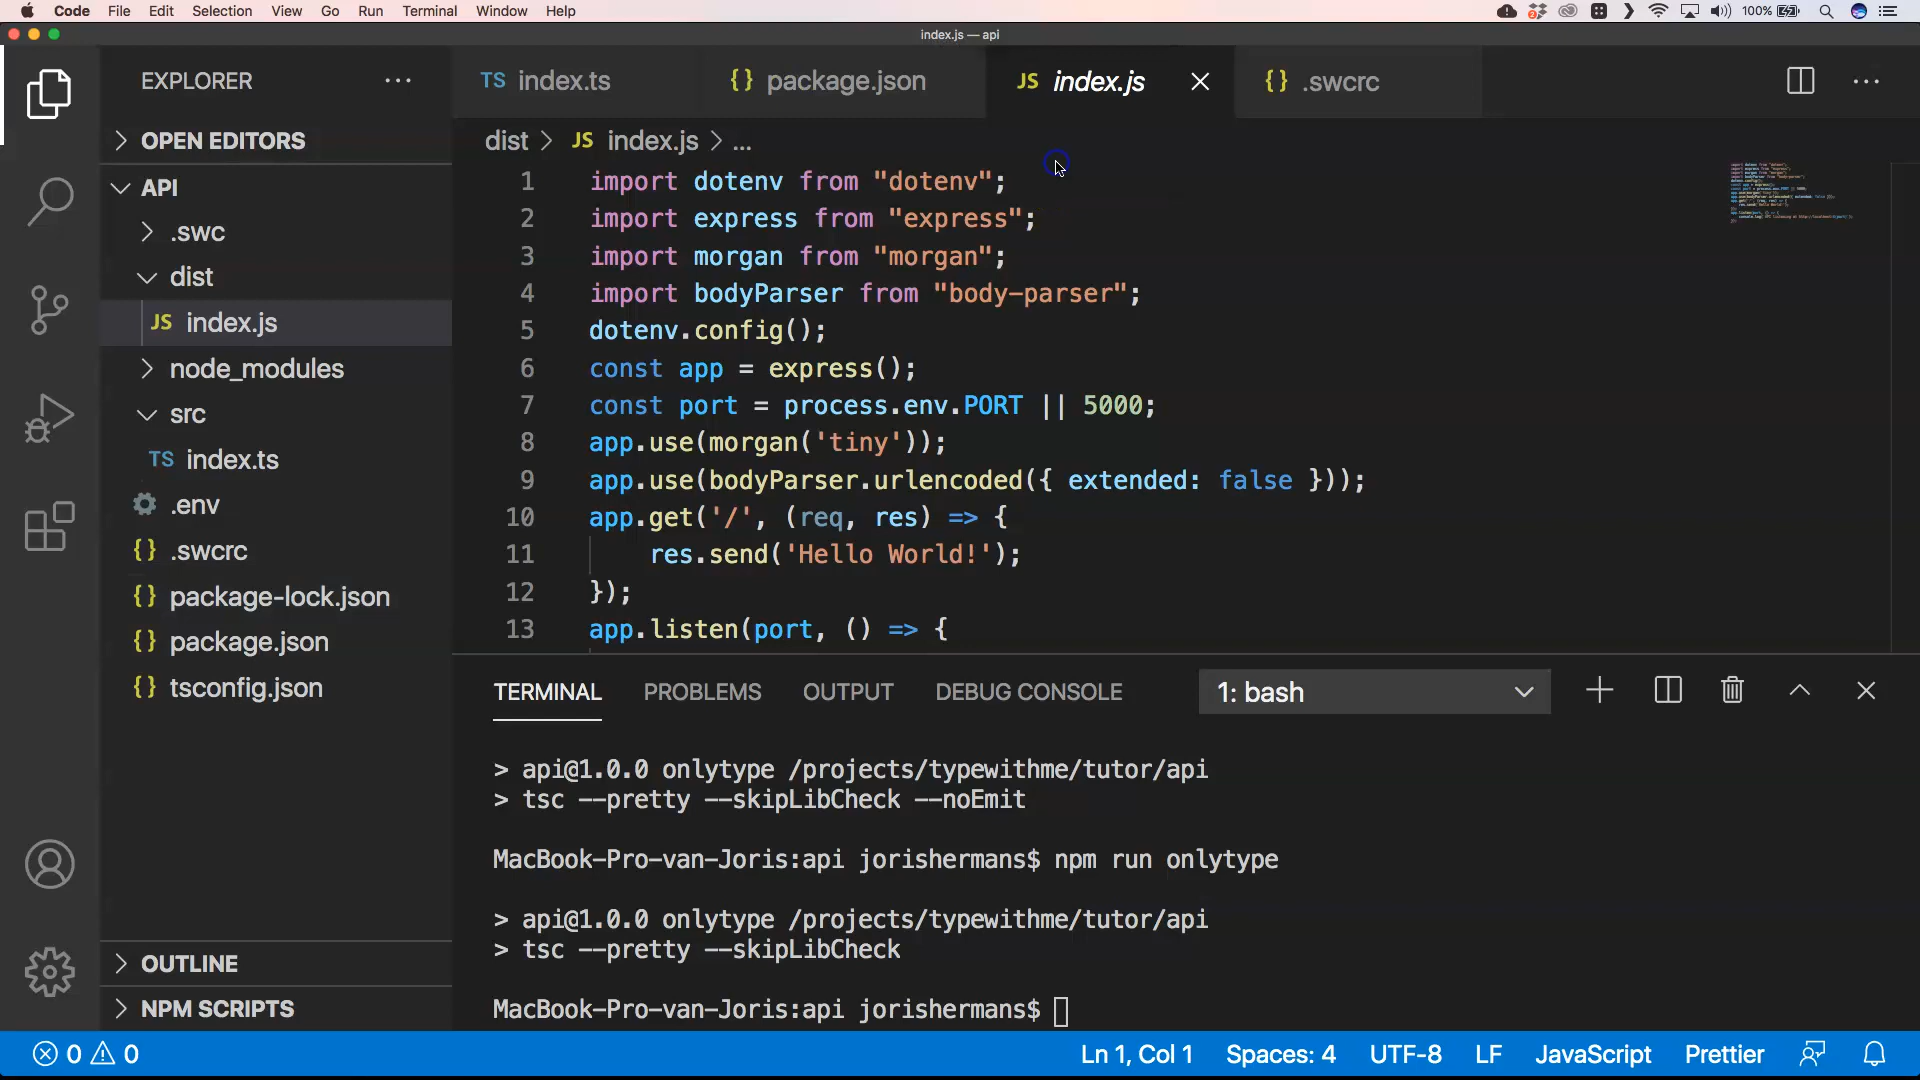 Code File Edit Selection View Go Run Terminal Window Help 100%
index.js — api
EXPLORER
TS index.ts {} package.json JS index.js {} .swcrc
OPEN EDITORS
dist > JS index.js > ...
API
.swc
dist
JS index.js
node_modules
src
TS index.ts
.env
{} .swcrc
{} package-lock.json
{} package.json
{} tsconfig.json
OUTLINE
NPM SCRIPTS
1 import dotenv from "dotenv";
2 import express from "express";
3 import morgan from "morgan";
4 import bodyParser from "body-parser";
5 dotenv.config();
6 const app = express();
7 const port = process.env.PORT || 5000;
8 app.use(morgan('tiny'));
9 app.use(bodyParser.urlencoded({ extended: false }));
10 app.get('/', (req, res) => {
11 res.send('Hello World!');
12 });
13 app.listen(port, () => {
TERMINAL PROBLEMS OUTPUT DEBUG CONSOLE 1: bash
> api@1.0.0 onlytype /projects/typewithme/tutor/api
> tsc --pretty --skipLibCheck --noEmit
MacBook-Pro-van-Joris:api jorishermans$ npm run onlytype
> api@1.0.0 onlytype /projects/typewithme/tutor/api
> tsc --pretty --skipLibCheck
MacBook-Pro-van-Joris:api jorishermans$
0 0 Ln 1, Col 1 Spaces: 4 UTF-8 LF JavaScript Prettier